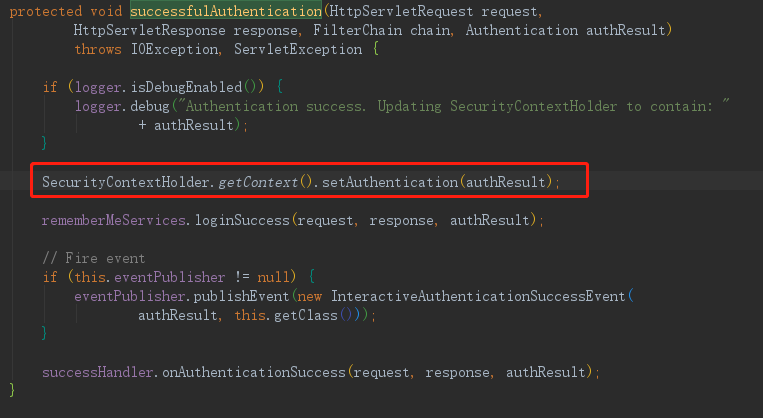 protected void successfulAuthentication(HttpServletRequest request,
HttpServletResponse response, FilterChain chain, Authentication authResult)
throws IOException, ServletException {
if (logger.isDebugEnabled()) {
logger.debug("Authentication success. Updating SecurityContextHolder to contain: "
+ authResult);
}
SecurityContextHolder.getContext().setAuthentication(authResult);
rememberMeServices.loginSuccess(request, response, authResult);
// Fire event
if (this.eventPublisher != null) {
eventPublisher.publishEvent(new InteractiveAuthenticationSuccessEvent(
authResult, this.getClass()));
}
successHandler.onAuthenticationSuccess(request, response, authResult);
}